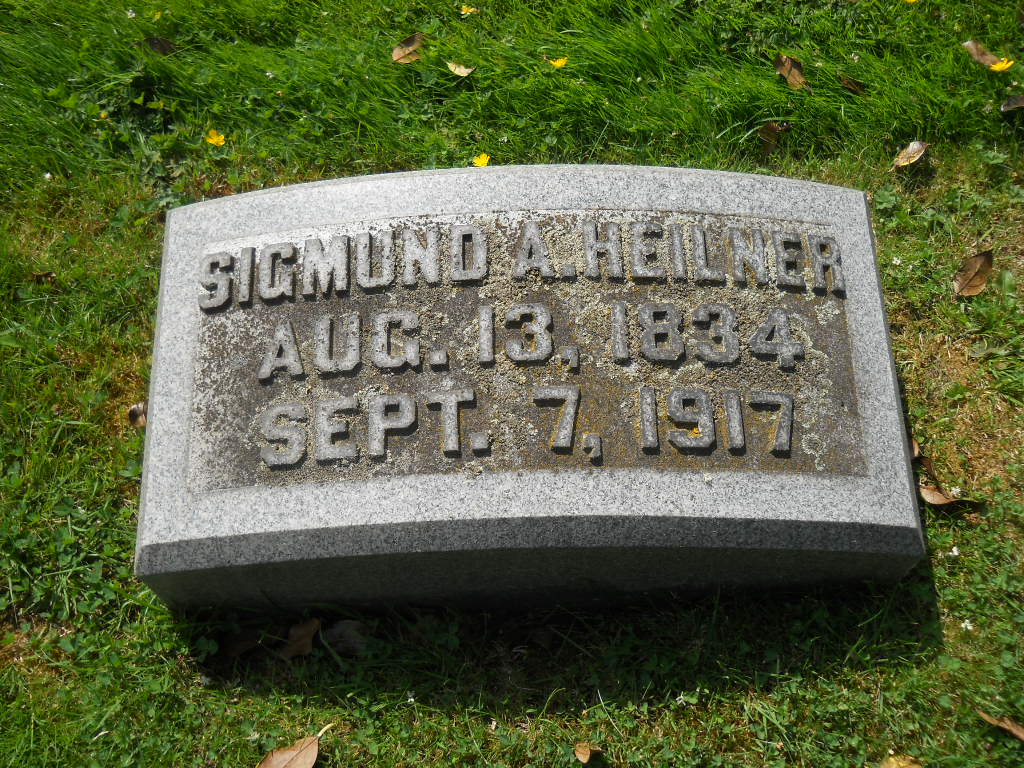 SIGMUND A. HEILNER
AUG. 13, 1834
SEPT. 7, 1917